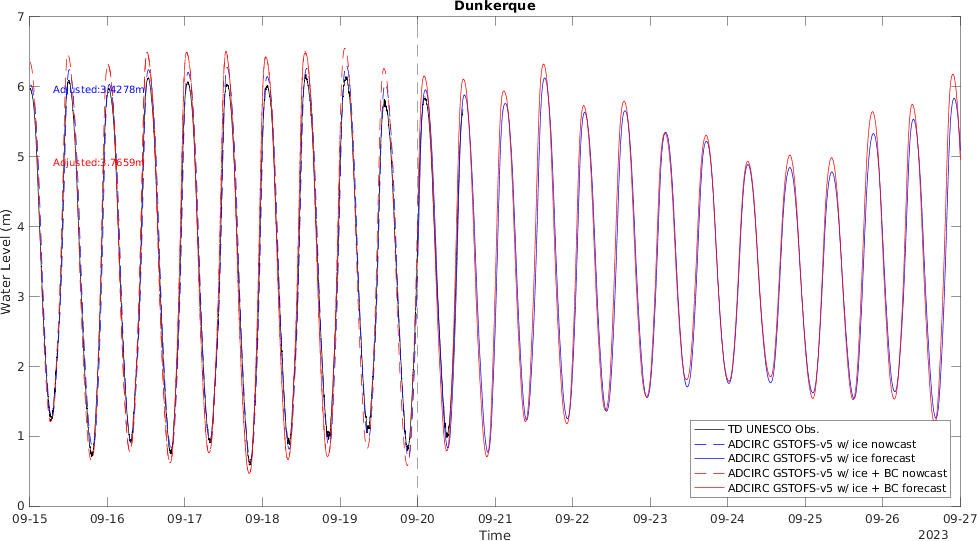 Dunkerque
7
6
5
4
3
2
1
0
Water Level (m)
Adjusted:3.4278m
Adjusted:3.7659m
TD UNESCO Obs.
ADCIRC GSTOFS-v5 w/ ice nowcast
ADCIRC GSTOFS-v5 w/ ice forecast
ADCIRC GSTOFS-v5 w/ ice + BC nowcast
ADCIRC GSTOFS-v5 w/ ice + BC forecast
09-15 09-16 09-17 09-18 09-19 09-20 09-21 09-22 09-23 09-24 09-25 09-26 09-27
Time
2023